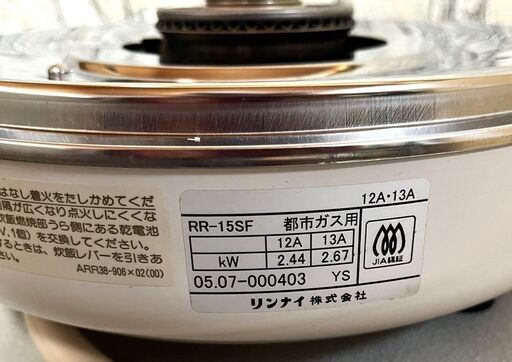 はなし着火をたしかめてくだ
隔が広くなり点火しにくくな
炊飯燃焼部うら側にある乾電池
V,1個)を交換してください。
するときは、炊飯レバーを引きあ
ARR38-906×02(00)
12A・13A
RR-15SF 都市ガス用
12A 13A
kW 2.44 2.67
05.07-000403 YS
リンナイ株式会社
JIA認証